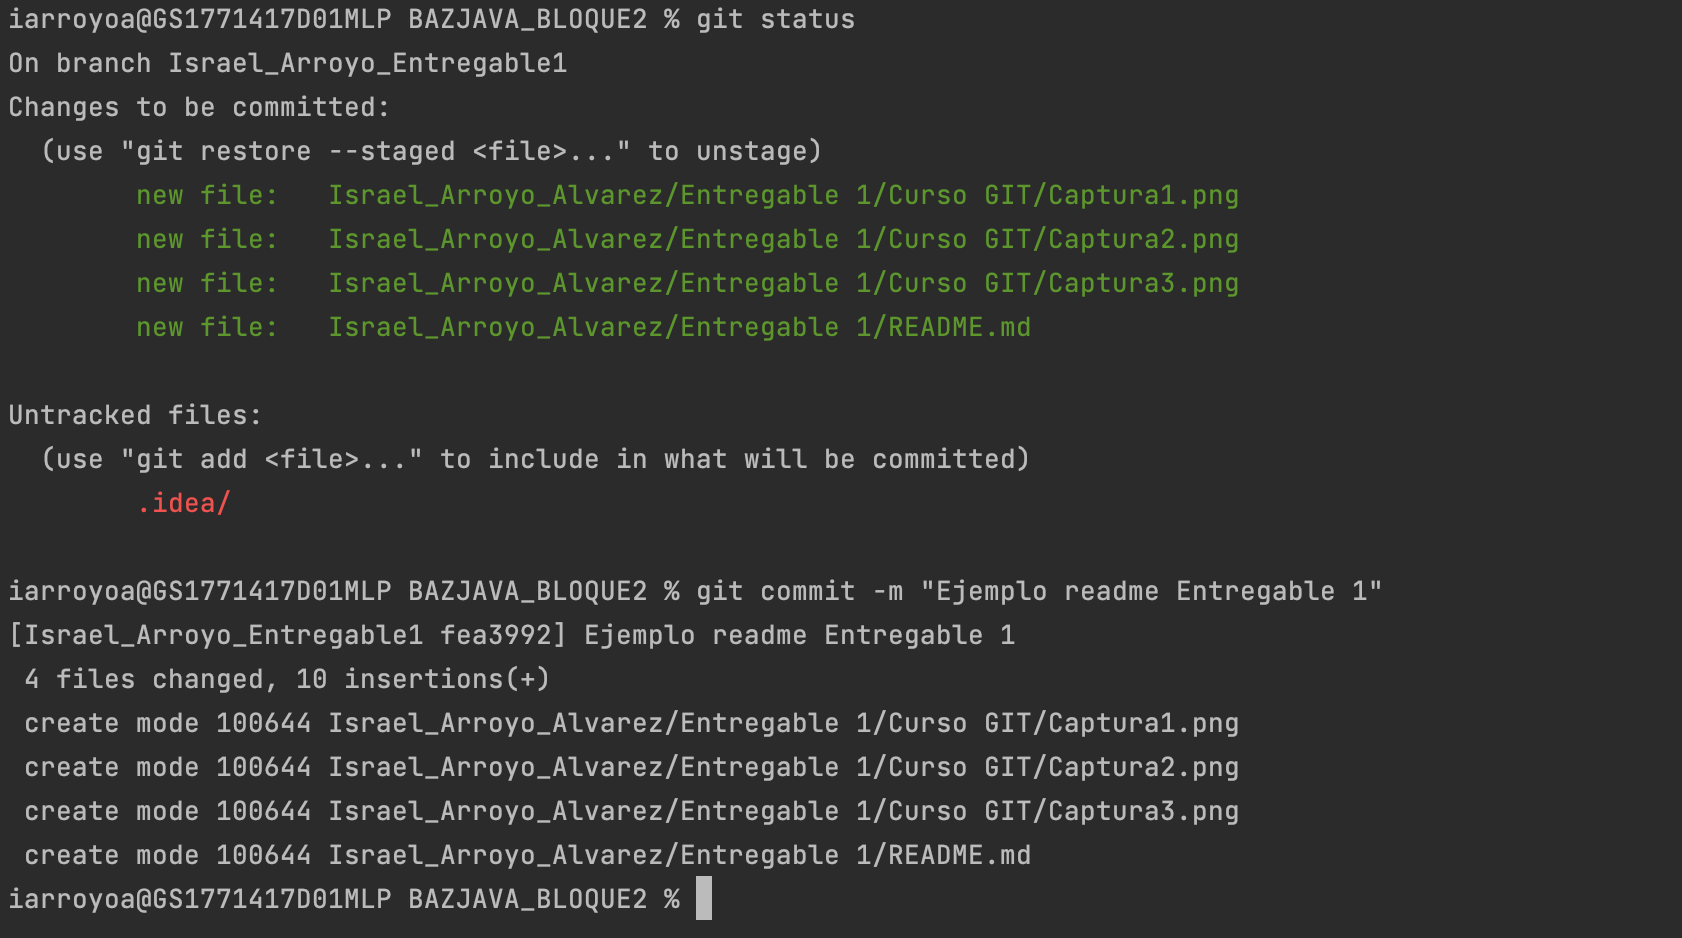 iarroyoa@GS1771417D01MLP BAZJAVA_BLOQUE2 % git status
On branch Israel_Arroyo_Entregable1
Changes to be committed:
  (use "git restore --staged <file>..." to unstage)
        new file:   Israel_Arroyo_Alvarez/Entregable 1/Curso GIT/Captura1.png
        new file:   Israel_Arroyo_Alvarez/Entregable 1/Curso GIT/Captura2.png
        new file:   Israel_Arroyo_Alvarez/Entregable 1/Curso GIT/Captura3.png
        new file:   Israel_Arroyo_Alvarez/Entregable 1/README.md

Untracked files:
  (use "git add <file>..." to include in what will be committed)
        .idea/

iarroyoa@GS1771417D01MLP BAZJAVA_BLOQUE2 % git commit -m "Ejemplo readme Entregable 1"
[Israel_Arroyo_Entregable1 fea3992] Ejemplo readme Entregable 1
 4 files changed, 10 insertions(+)
 create mode 100644 Israel_Arroyo_Alvarez/Entregable 1/Curso GIT/Captura1.png
 create mode 100644 Israel_Arroyo_Alvarez/Entregable 1/Curso GIT/Captura2.png
 create mode 100644 Israel_Arroyo_Alvarez/Entregable 1/Curso GIT/Captura3.png
 create mode 100644 Israel_Arroyo_Alvarez/Entregable 1/README.md
iarroyoa@GS1771417D01MLP BAZJAVA_BLOQUE2 %